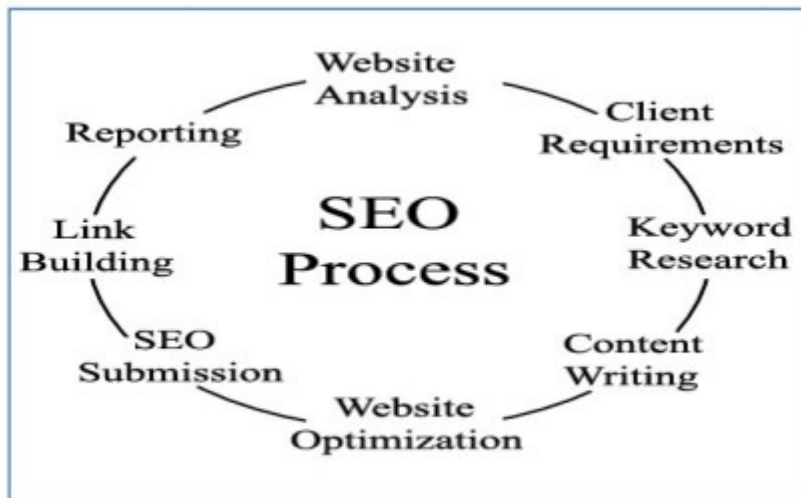 Website
Analysis
Client
Requirements
Keyword
Research
Content
Writing
Website
Optimization
SEO
Submission
Link
Building
Reporting
SEO
Process